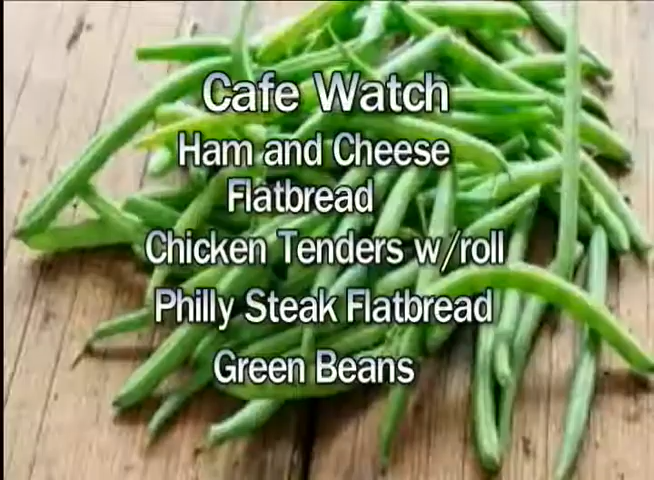 Cafe Watch
Ham and Cheese
Flatbread
Chicken Tenders w/roll
Philly Steak Flatbread
Green Beans